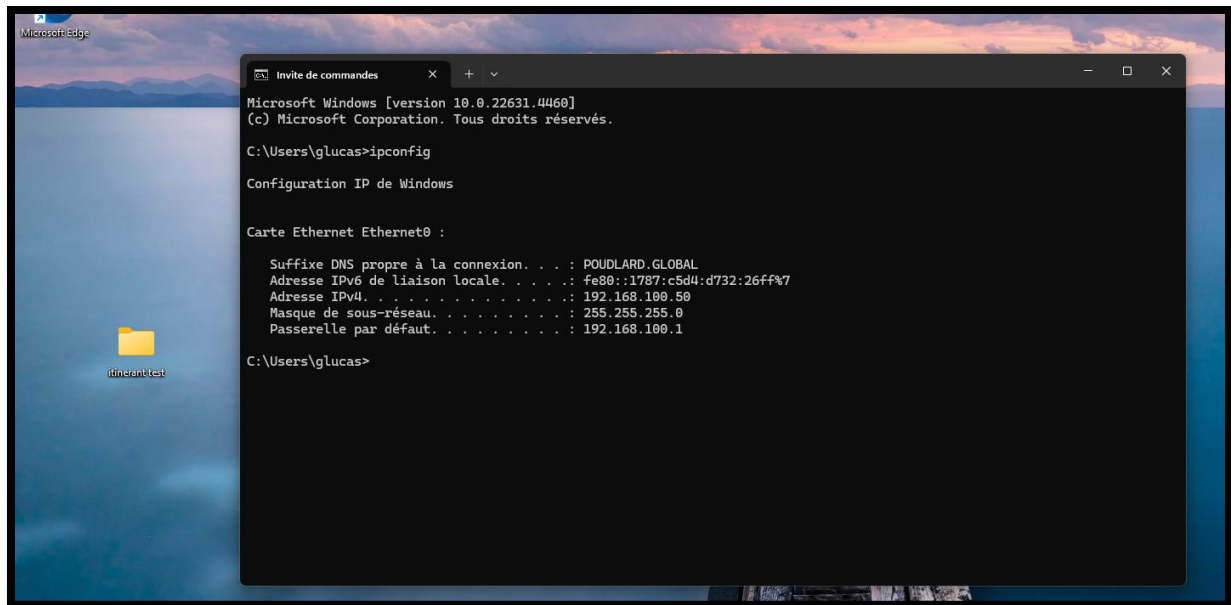 Microsoft Edge
Invite de commandes
Microsoft Windows [version 10.0.22631.4460]
(c) Microsoft Corporation. Tous droits réservés.
C:\Users\glucas>ipconfig
Configuration IP de Windows
Carte Ethernet Ethernet0 :
Suffixe DNS propre à la connexion. . . : POUDLARD.GLOBAL
Adresse IPv6 de liaison locale. . . . .: fe80::1787:c5d4:d732:26ff%7
Adresse IPv4. . . . . . . . . . . . . .: 192.168.100.50
Masque de sous-réseau. . . . . . . . . : 255.255.255.0
Passerelle par défaut. . . . . . . . . : 192.168.100.1
C:\Users\glucas>
itinerant test